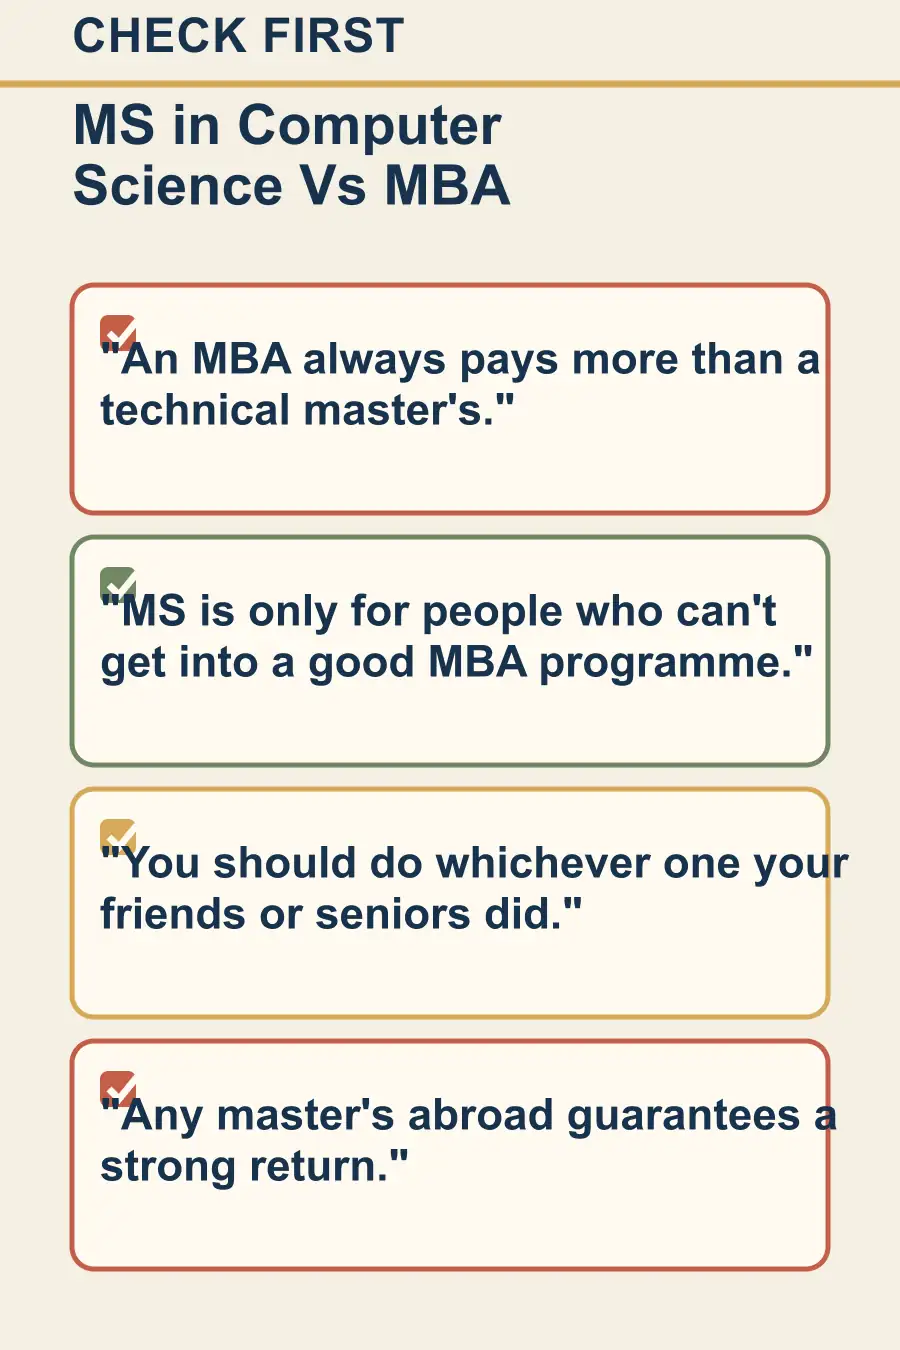 CHECK FIRST
MS in Computer
Science Vs MBA
"An MBA always pays more than a
technical master's."
"MS is only for people who can't
get into a good MBA programme."
"You should do whichever one your
friends or seniors did."
"Any master's abroad guarantees a
strong return."